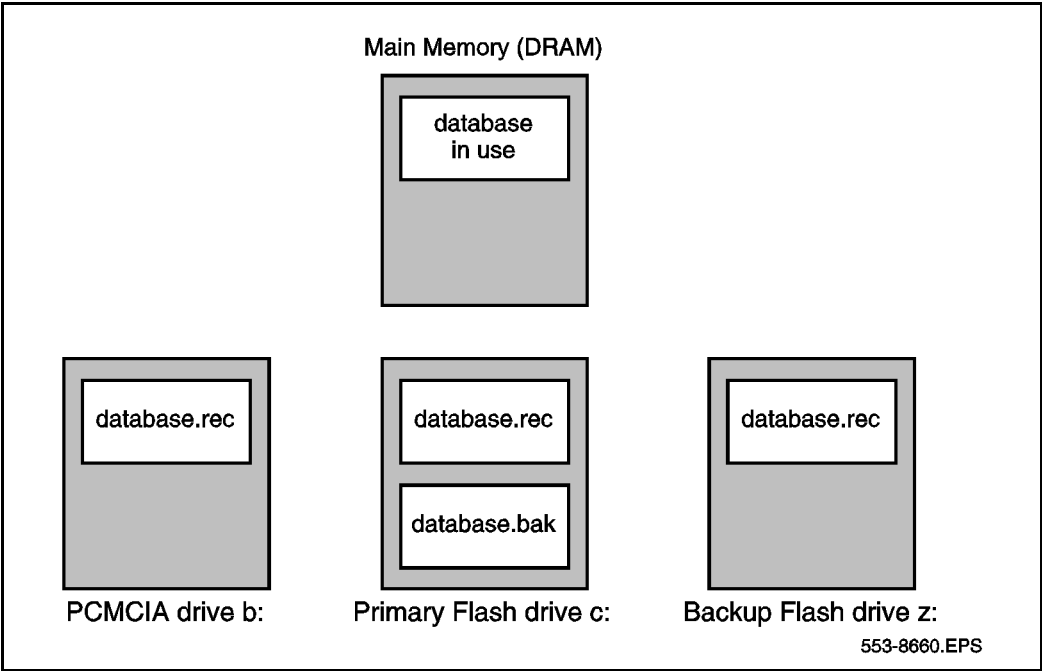 Main Memory (DRAM)
database
in use
database.rec
database.rec
database.bak
database.rec
PCMCIA drive b:
Primary Flash drive c:
Backup Flash drive z:
553-8660.EPS